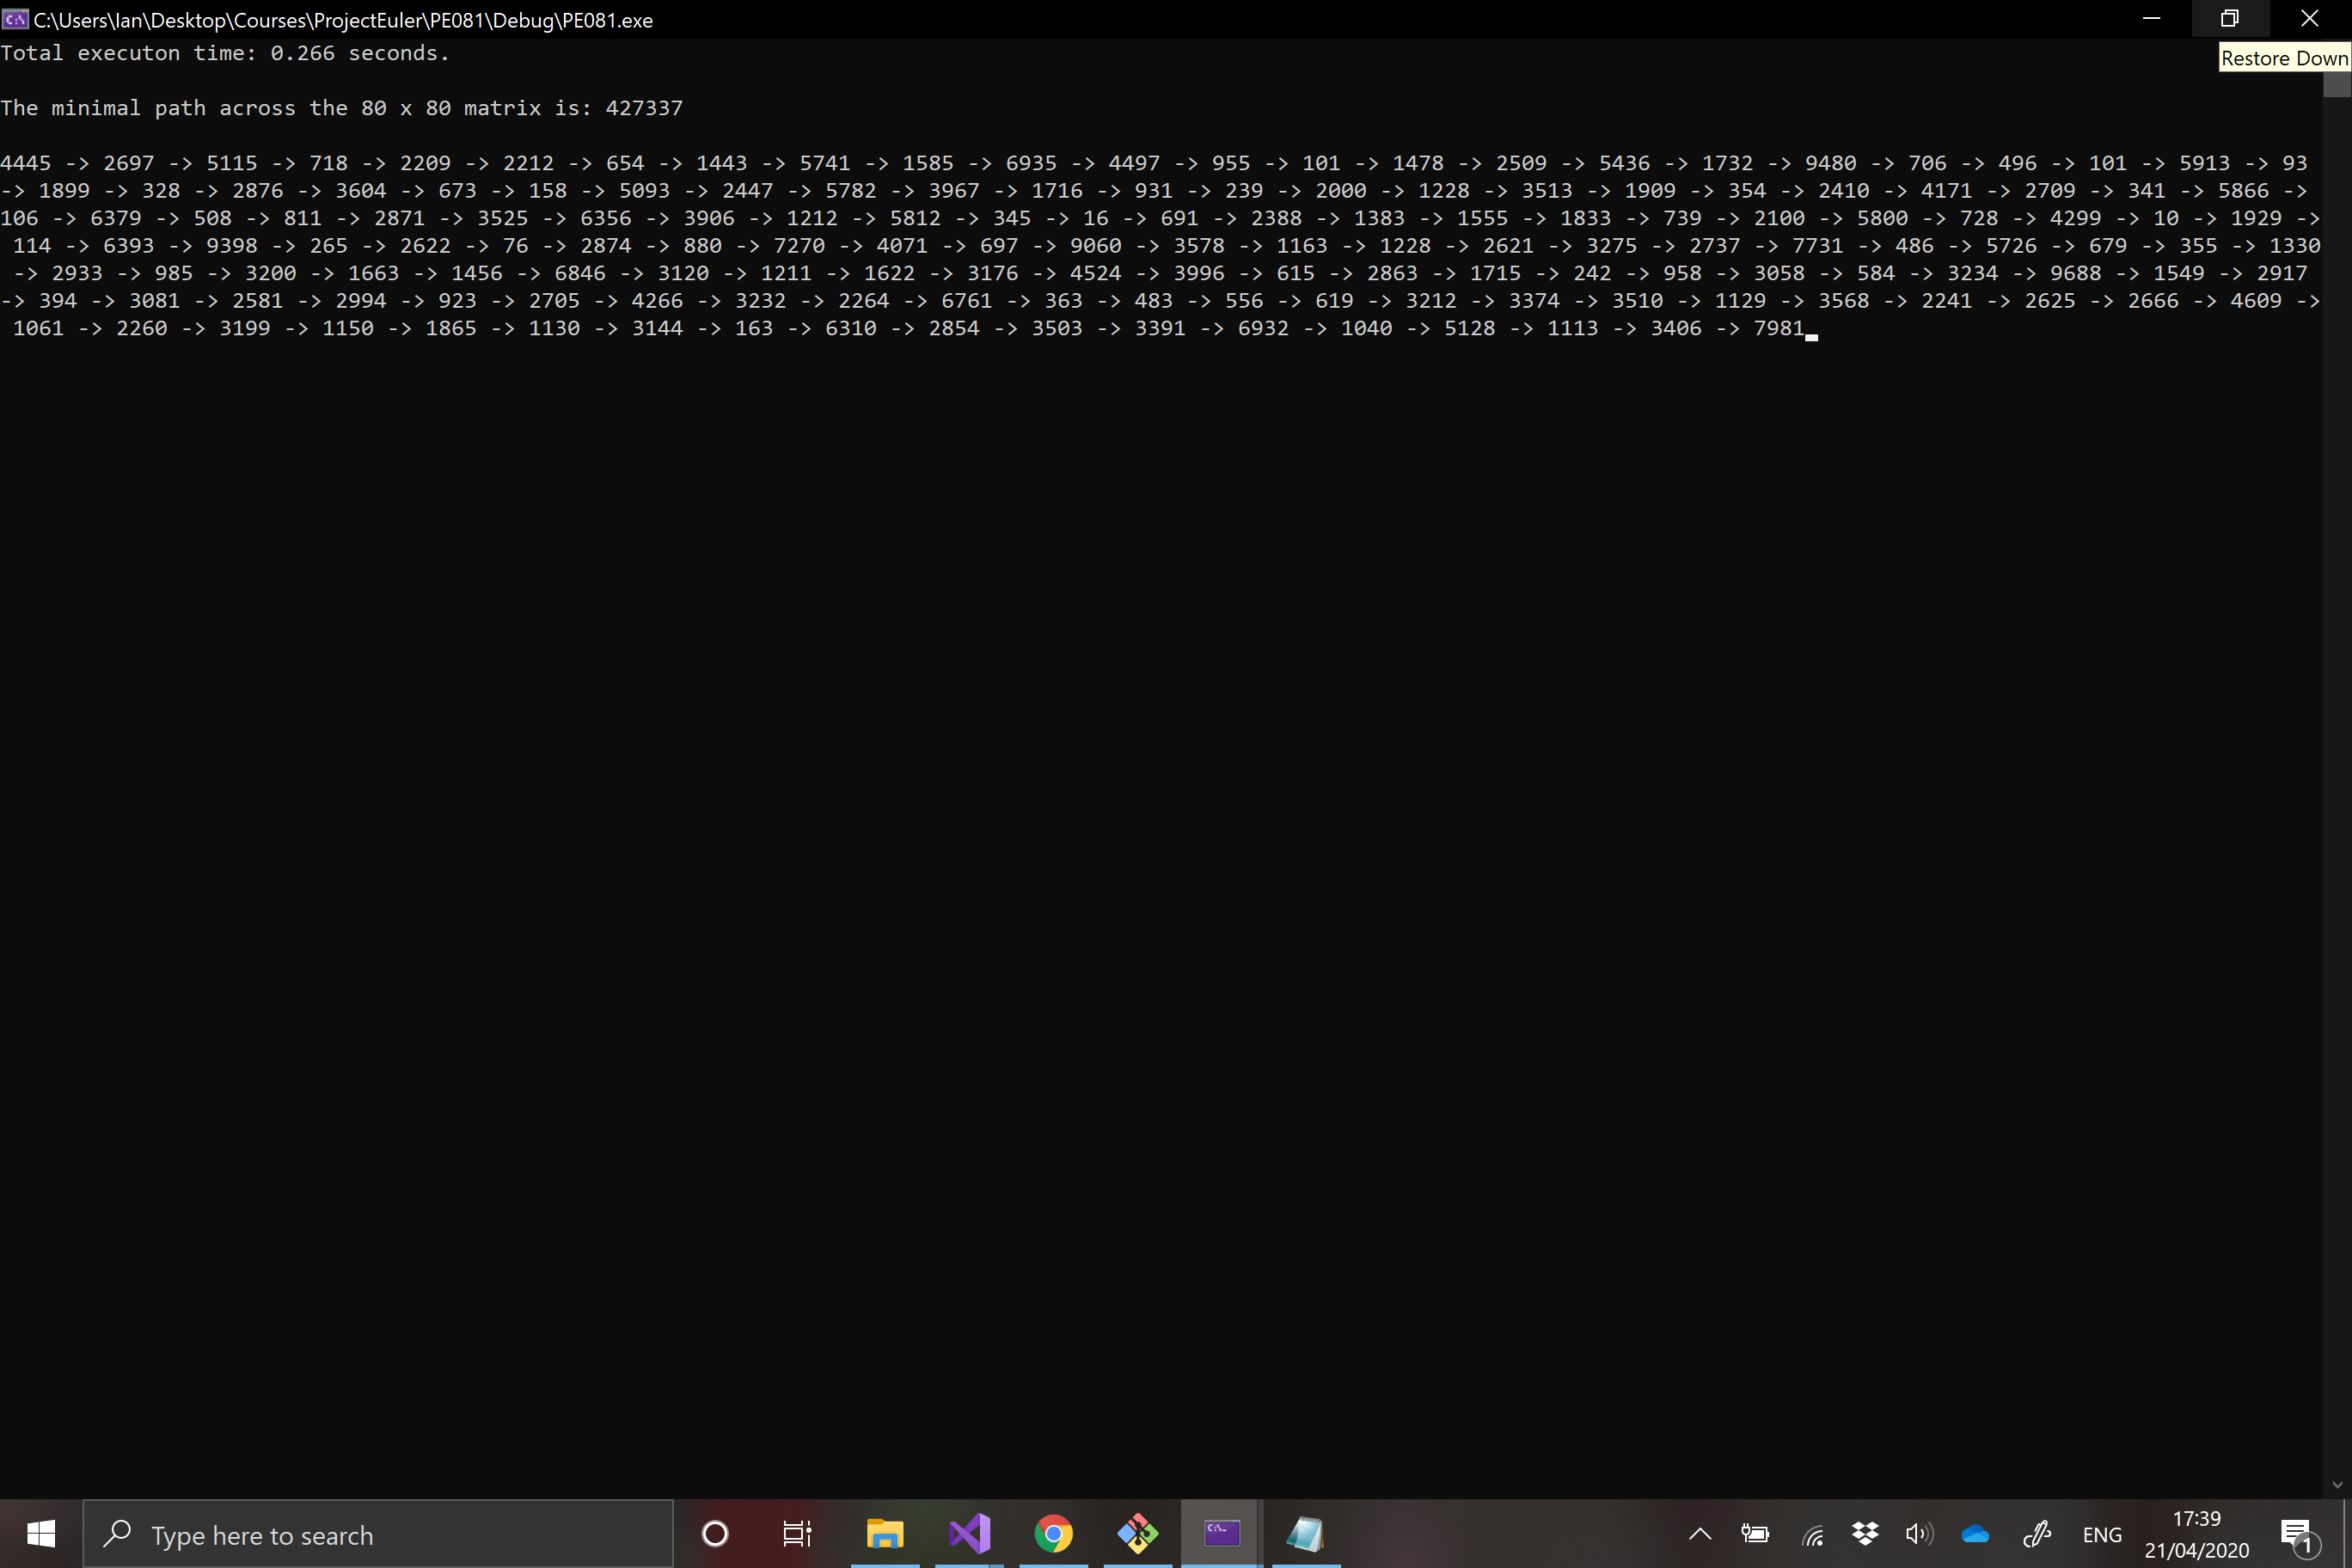 C:\Users\Ian\Desktop\Courses\ProjectEuler\PE081\Debug\PE081.exe
Total executon time: 0.266 seconds.
Restore Down
The minimal path across the 80 x 80 matrix is: 427337
4445 -> 2697 -> 5115 -> 718 -> 2209 -> 2212 -> 654 -> 1443 -> 5741 -> 1585 -> 6935 -> 4497 -> 955 -> 101 -> 1478 -> 2509 -> 5436 -> 1732 -> 9480 -> 706 -> 496 -> 101 -> 5913 -> 93
-> 1899 -> 328 -> 2876 -> 3604 -> 673 -> 158 -> 5093 -> 2447 -> 5782 -> 3967 -> 1716 -> 931 -> 239 -> 2000 -> 1228 -> 3513 -> 1909 -> 354 -> 2410 -> 4171 -> 2709 -> 341 -> 5866 ->
106 -> 6379 -> 508 -> 811 -> 2871 -> 3525 -> 6356 -> 3906 -> 1212 -> 5812 -> 345 -> 16 -> 691 -> 2388 -> 1383 -> 1555 -> 1833 -> 739 -> 2100 -> 5800 -> 728 -> 4299 -> 10 -> 1929 ->
114 -> 6393 -> 9398 -> 265 -> 2622 -> 76 -> 2874 -> 880 -> 7270 -> 4071 -> 697 -> 9060 -> 3578 -> 1163 -> 1228 -> 2621 -> 3275 -> 2737 -> 7731 -> 486 -> 5726 -> 679 -> 355 -> 1330
-> 2933 -> 985 -> 3200 -> 1663 -> 1456 -> 6846 -> 3120 -> 1211 -> 1622 -> 3176 -> 4524 -> 3996 -> 615 -> 2863 -> 1715 -> 242 -> 958 -> 3058 -> 584 -> 3234 -> 9688 -> 1549 -> 2917
-> 394 -> 3081 -> 2581 -> 2994 -> 923 -> 2705 -> 4266 -> 3232 -> 2264 -> 6761 -> 363 -> 483 -> 556 -> 619 -> 3212 -> 3374 -> 3510 -> 1129 -> 3568 -> 2241 -> 2625 -> 2666 -> 4609 ->
1061 -> 2260 -> 3199 -> 1150 -> 1865 -> 1130 -> 3144 -> 163 -> 6310 -> 2854 -> 3503 -> 3391 -> 6932 -> 1040 -> 5128 -> 1113 -> 3406 -> 7981
Type here to search
ENG
17:39
21/04/2020
1